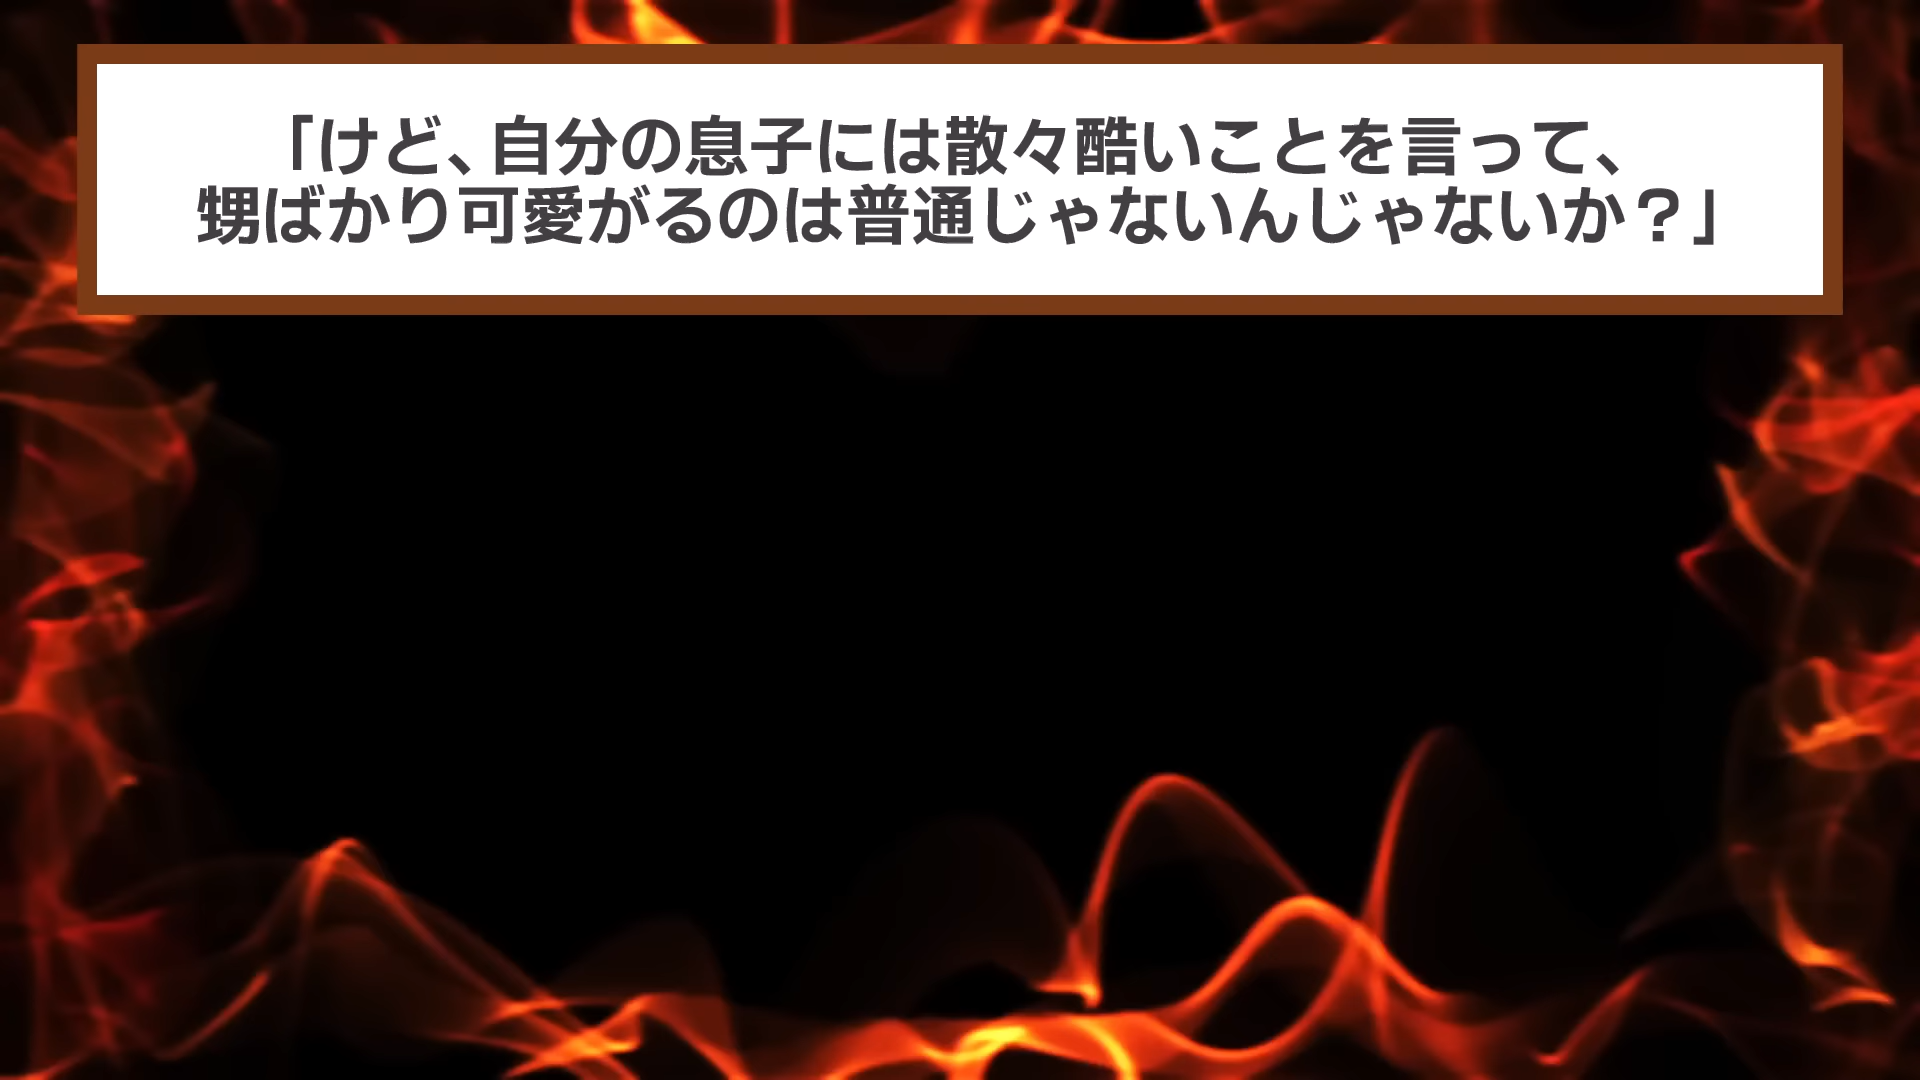 「けど、自分の息子には散々酷いことを言って、
甥ばかり可愛がるのは普通じゃないんじゃないか？」